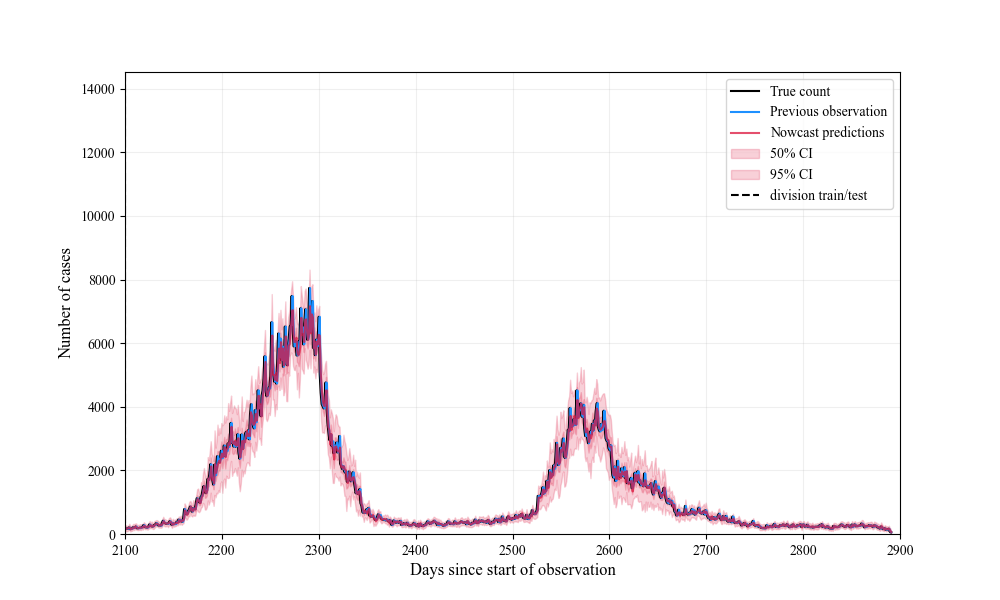 14000
12000
10000
8000
6000
4000
2000
0
Number of cases
True count
Previous observation
Nowcast predictions
50% CI
95% CI
division train/test
2100 2200 2300 2400 2500 2600 2700 2800 2900
Days since start of observation